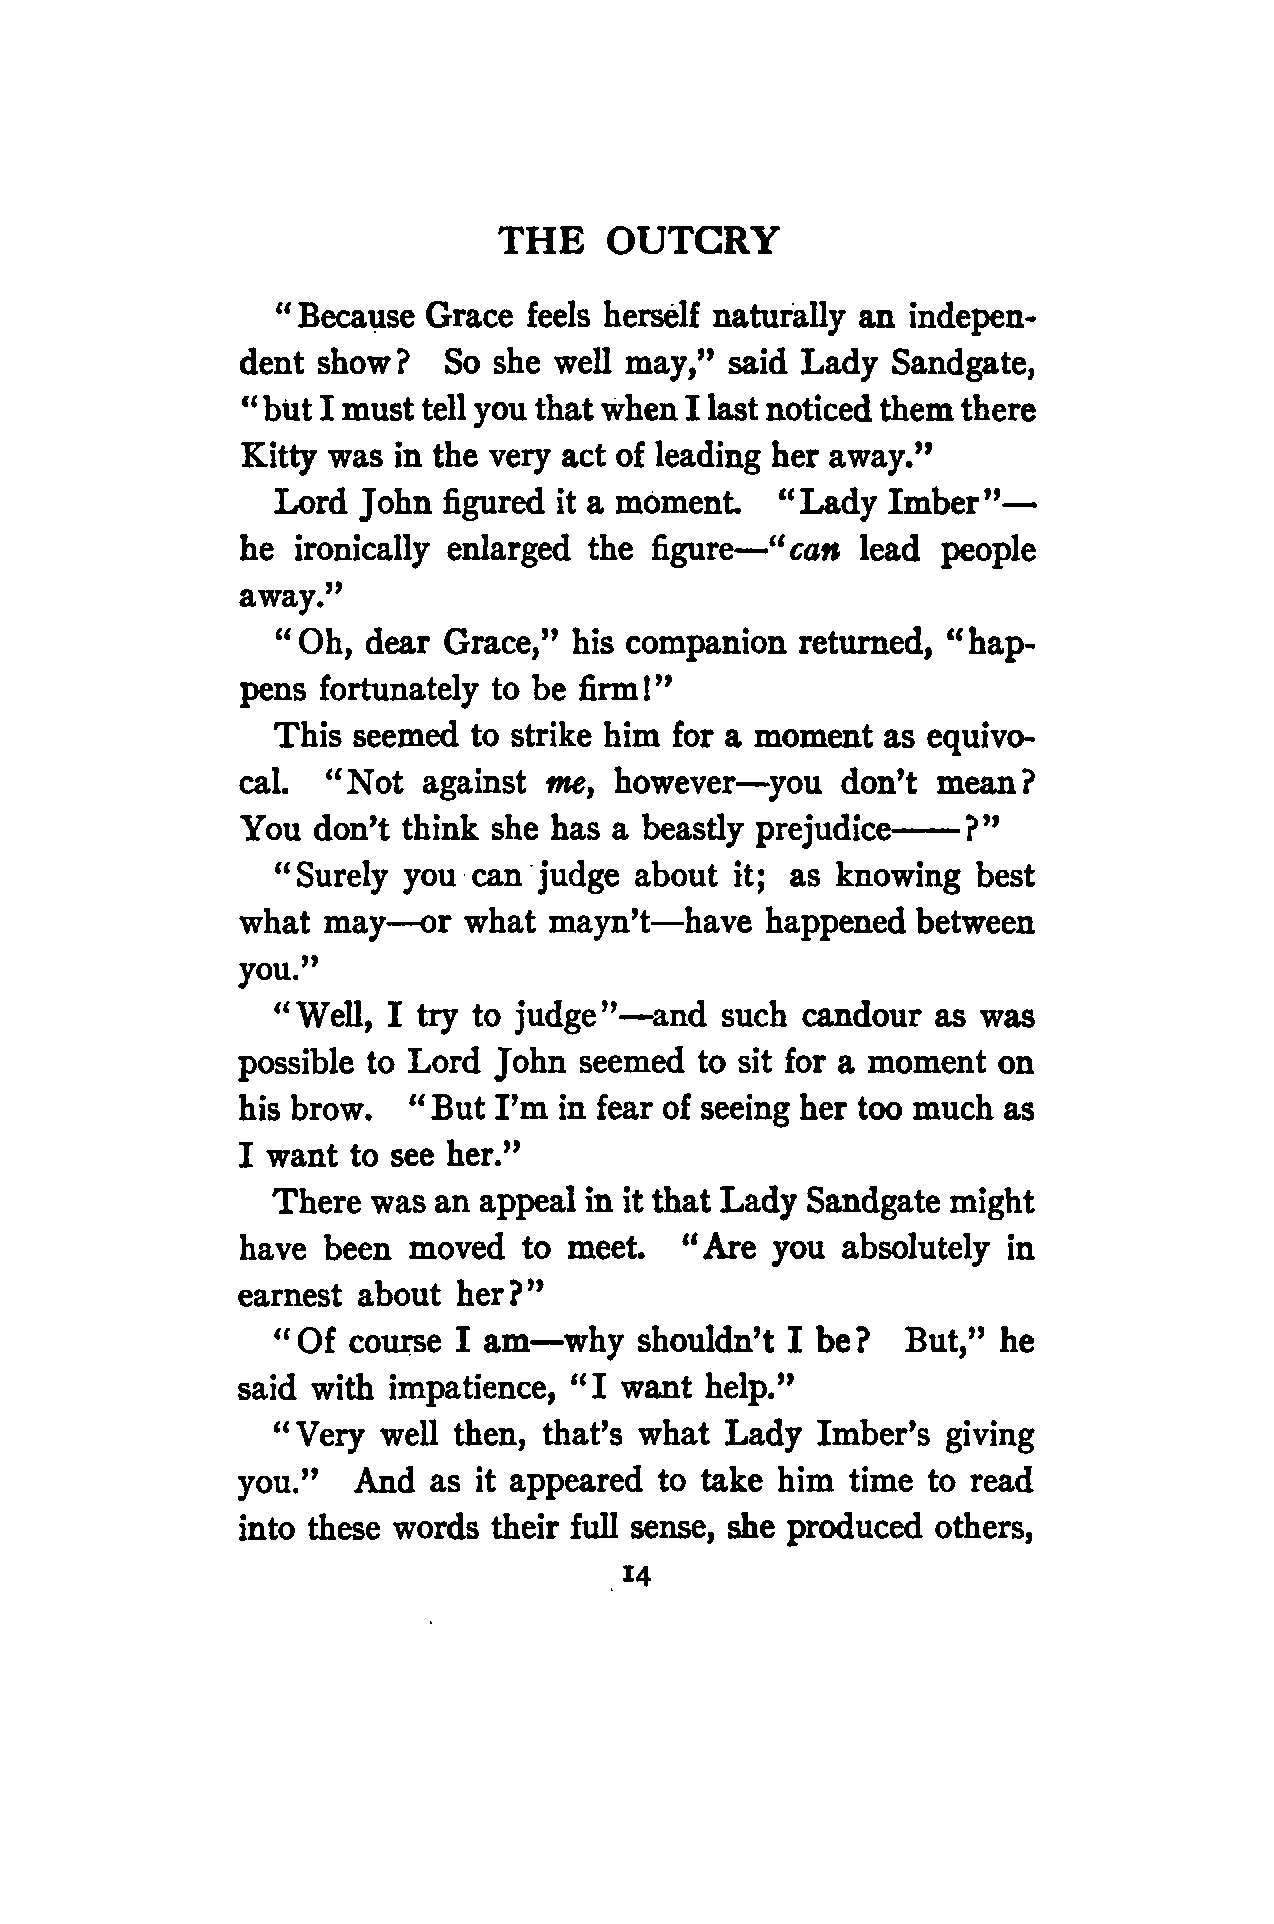 THE OUTCRY
"Because Grace feels herself naturally an indepen-
dent show? So she well may," said Lady Sandgate,
"but I must tell you that when I last noticed them there
Kitty was in the very act of leading her away."
Lord John figured it a moment. "Lady Imber"—
he ironically enlarged the figure—"can lead people
away."
"Oh, dear Grace," his companion returned, "hap-
pens fortunately to be firm!"
This seemed to strike him for a moment as equivo-
cal. "Not against me, however—you don't mean?
You don't think she has a beastly prejudice——?"
"Surely you can judge about it; as knowing best
what may—or what mayn't—have happened between
you."
"Well, I try to judge"—and such candour as was
possible to Lord John seemed to sit for a moment on
his brow. "But I'm in fear of seeing her too much as
I want to see her."
There was an appeal in it that Lady Sandgate might
have been moved to meet. "Are you absolutely in
earnest about her?"
"Of course I am—why shouldn't I be? But," he
said with impatience, "I want help."
"Very well then, that's what Lady Imber's giving
you." And as it appeared to take him time to read
into these words their full sense, she produced others,
14